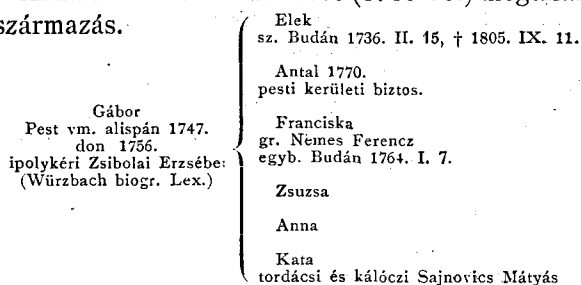 származás.
Gábor
Pest vm. alispán 1747.
don 1756.
ipolykéri Zsibolai Erzsébe:
(Würzbach biogr. Lex.)
Elek
sz. Budán 1736. II. 15, † 1805. IX. 11.
Antal 1770.
pesti kerületi biztos.
Franciska
gr. Nemes Ferencz
egyb. Budán 1764. I. 7.
Zsuzsa
Anna
Kata
tordácsi és kálóczi Sajnovics Mátyás